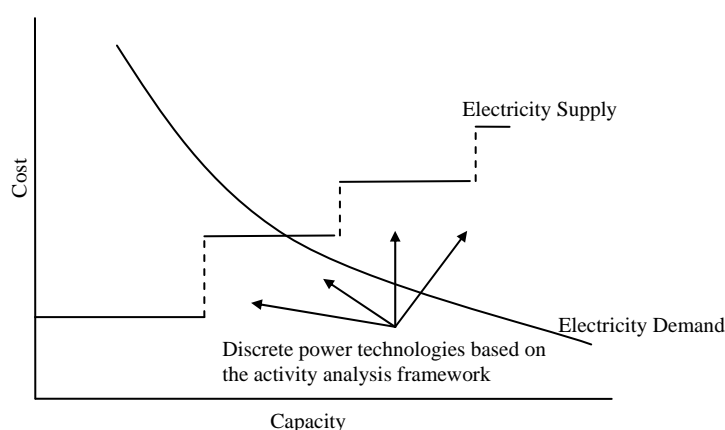 Electricity Supply
Cost
Electricity Demand
Discrete power technologies based on
the activity analysis framework
Capacity